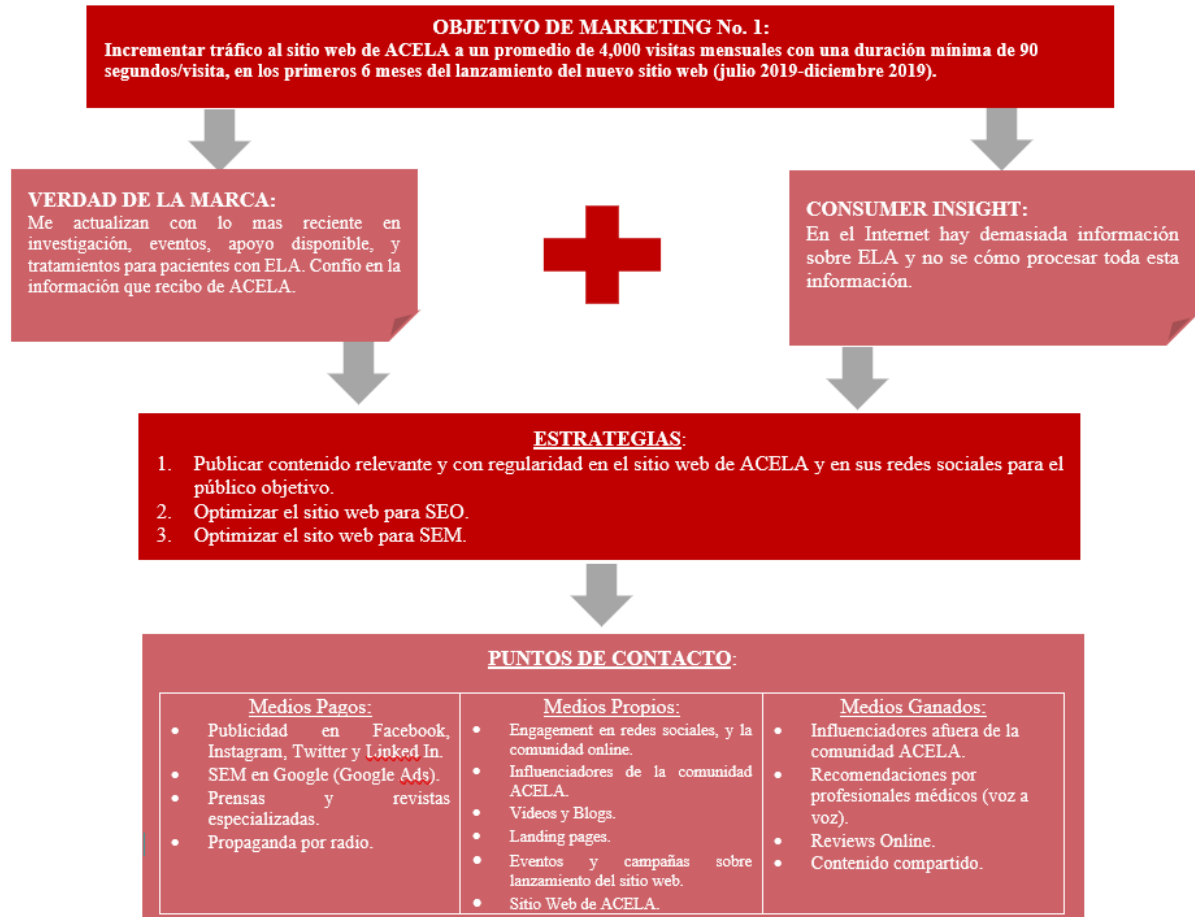 OBJETIVO DE MARKETING No. 1:
Incrementar tráfico al sitio web de ACELA a un promedio de 4,000 visitas mensuales con una duración mínima de 90
segundos/visita, en los primeros 6 meses del lanzamiento del nuevo sitio web (julio 2019-diciembre 2019).
VERDAD DE LA MARCA:
Me actualizan con lo mas reciente en
investigación, eventos, apoyo disponible, y
tratamientos para pacientes con ELA. Confío en la
información que recibo de ACELA.
CONSUMER INSIGHT:
En el Internet hay demasiada información
sobre ELA y no se cómo procesar toda esta
información.
ESTRATEGIAS:
1. Publicar contenido relevante y con regularidad en el sitio web de ACELA y en sus redes sociales para el
público objetivo.
2. Optimizar el sitio web para SEO.
3. Optimizar el sito web para SEM.
PUNTOS DE CONTACTO:
Medios Pagos:
• Publicidad en Facebook,
Instagram, Twitter y Linked In.
• SEM en Google (Google Ads).
• Prensas y revistas
especializadas.
• Propaganda por radio.
Medios Propios:
• Engagement en redes sociales, y la
comunidad online.
• Influenciadores de la comunidad
ACELA.
• Videos y Blogs.
• Landing pages.
• Eventos y campañas sobre
lanzamiento del sitio web.
• Sitio Web de ACELA.
Medios Ganados:
• Influenciadores afuera de la
comunidad ACELA.
• Recomendaciones por
profesionales médicos (voz a
voz).
• Reviews Online.
• Contenido compartido.